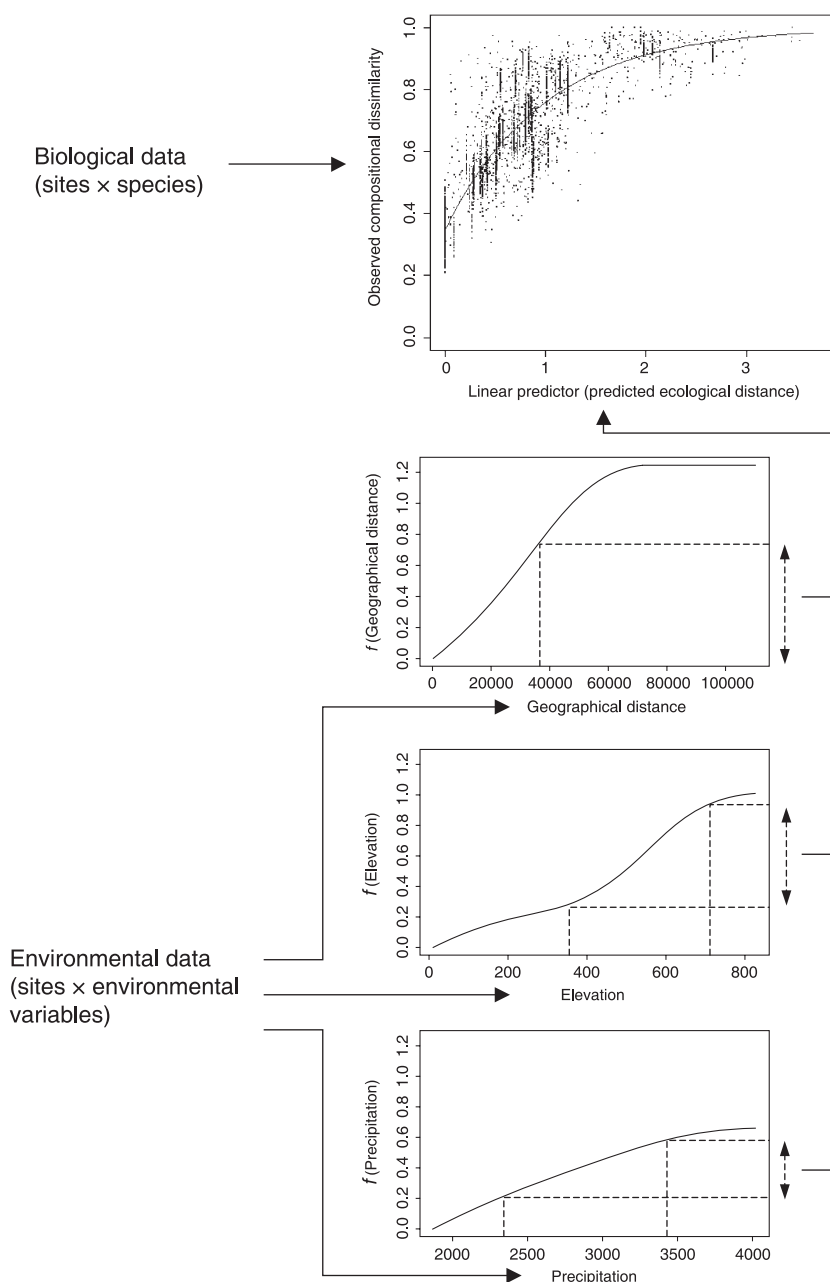 1.0
0.8
0.6
0.4
0.2
0.0
Observed compositional dissimilarity
0 1 2 3
Linear predictor (predicted ecological distance)
Biological data
(sites × species)
1.2
1.0
0.8
0.6
0.4
0.2
0.0
f (Geographical distance)
0 20000 40000 60000 80000 100000
Geographical distance
1.2
1.0
0.8
0.6
0.4
0.2
0.0
f (Elevation)
0 200 400 600 800
Elevation
Environmental data
(sites × environmental
variables)
1.2
1.0
0.8
0.6
0.4
0.2
0.0
f (Precipitation)
2000 2500 3000 3500 4000
Precipitation